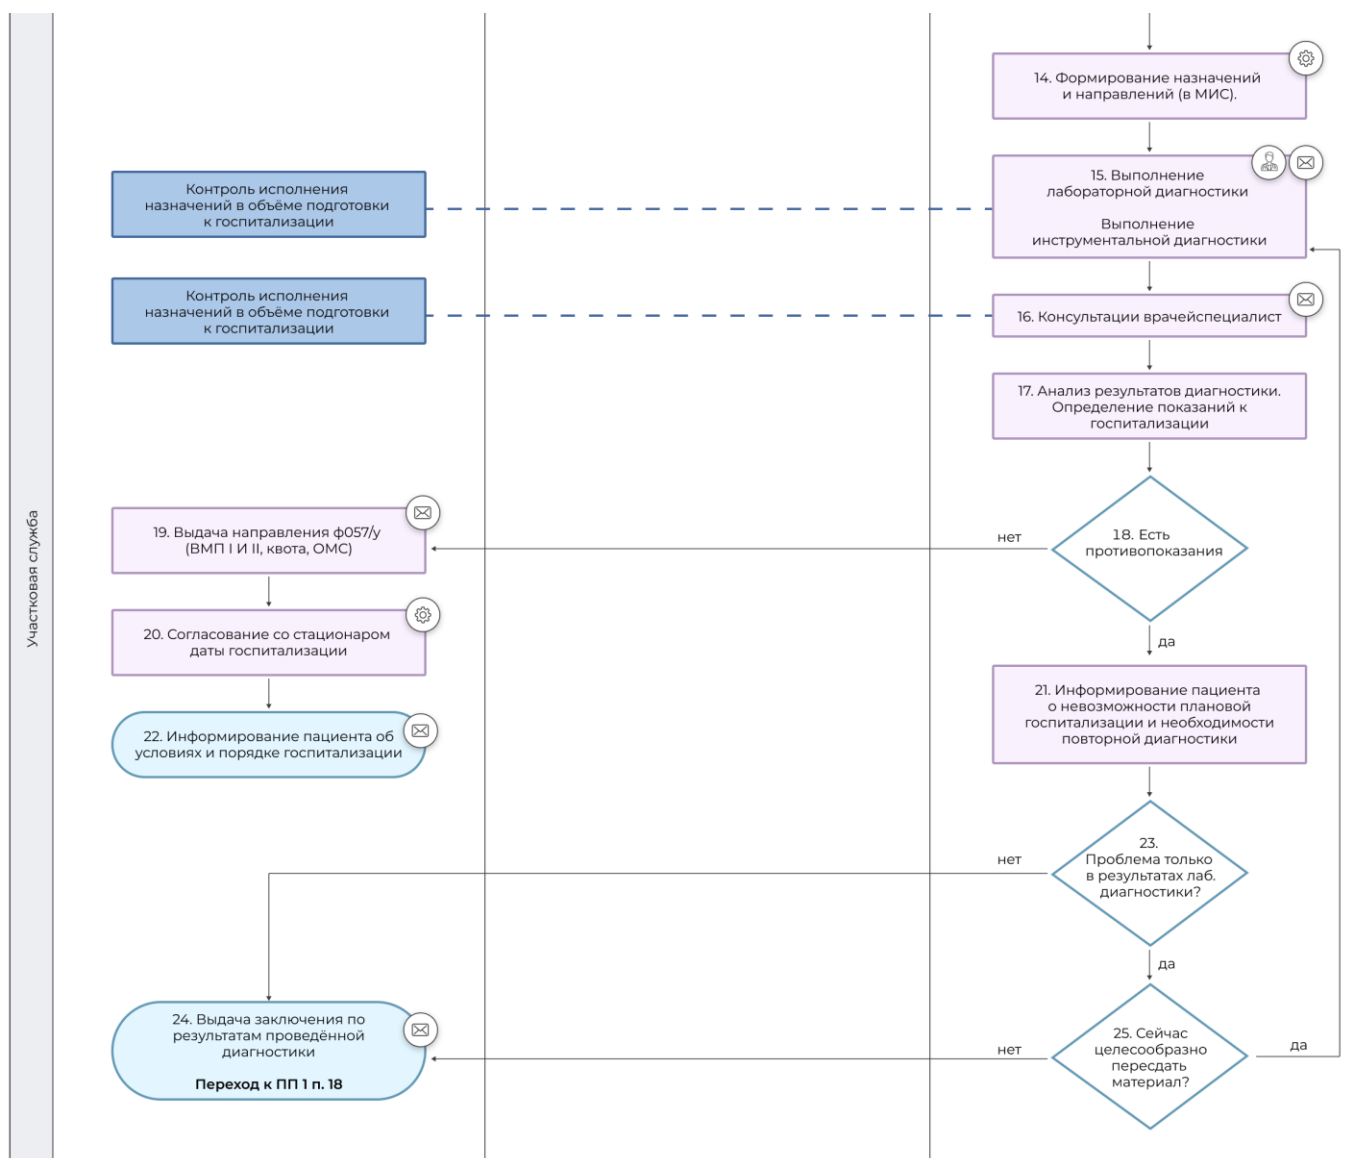 Участковая служба
14. Формирование назначений
и направлений (в МИС).
15. Выполнение
лабораторной диагностики
Выполнение
инструментальной диагностики
Контроль исполнения
назначений в объёме подготовки
к госпитализации
Контроль исполнения
назначений в объёме подготовки
к госпитализации
16. Консультации врачейспециалист
17. Анализ результатов диагностики.
Определение показаний к
госпитализации
18. Есть
противопоказания
нет
да
19. Выдача направления ф057/у
(ВМП I И II, квота, ОМС)
20. Согласование со стационаром
даты госпитализации
21. Информирование пациента
о невозможности плановой
госпитализации и необходимости
повторной диагностики
22. Информирование пациента об
условиях и порядке госпитализации
23.
Проблема только
в результатах лаб.
диагностики?
нет
да
24. Выдача заключения по
результатам проведённой
диагностики
Переход к ПП 1 п. 18
25. Сейчас
целесообразно
пересдать
материал?
нет
да